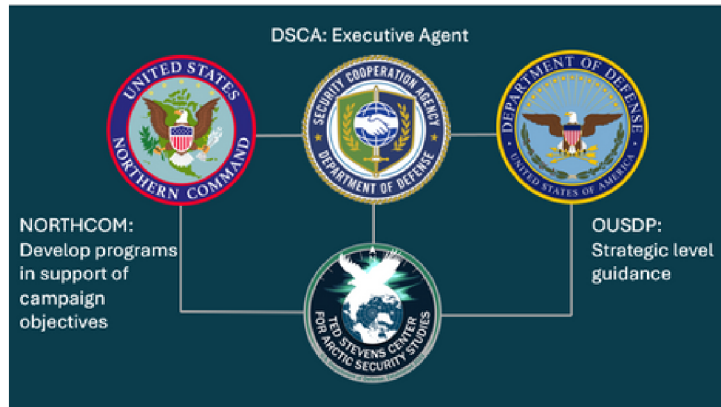 DSCA: Executive Agent
UNITED STATES
NORTHERN COMMAND
SECURITY COOPERATION AGENCY
DEPARTMENT OF DEFENSE
DEPARTMENT OF DEFENSE
UNITED STATES OF AMERICA
NORTHCOM:
Develop programs
in support of
campaign
objectives
OUSDP:
Strategic level
guidance
TED STEVENS CENTER
FOR ARCTIC SECURITY STUDIES